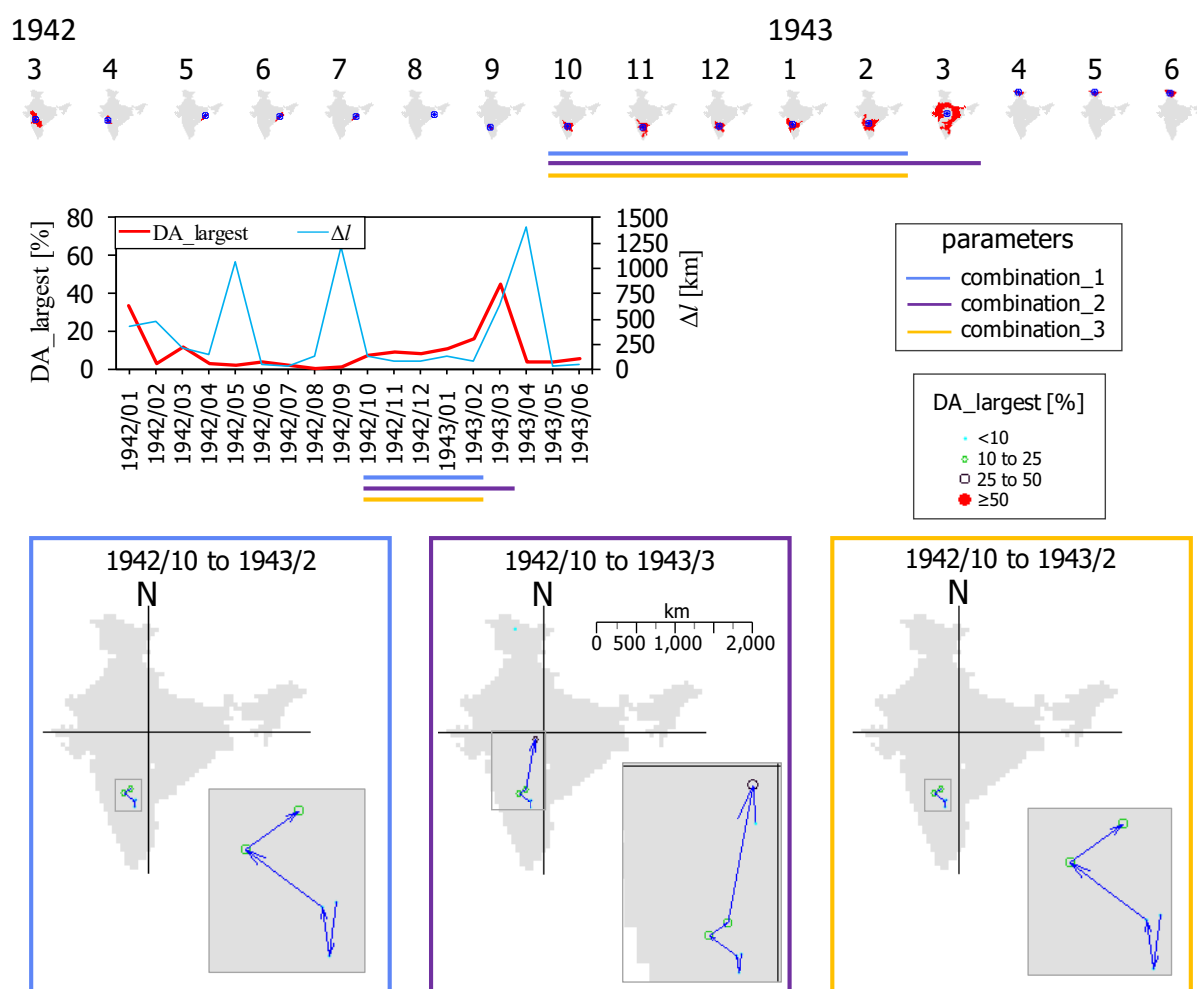 1942 1943
3 4 5 6 7 8 9 10 11 12 1 2 3 4 5 6
80 1500
DA_largest Δl
60 1250
1000
40 750
500
20 250
0 0
DA_largest [%]
Δl [km]
1942/01
1942/02
1942/03
1942/04
1942/05
1942/06
1942/07
1942/08
1942/09
1942/10
1942/11
1942/12
1943/01
1943/02
1943/03
1943/04
1943/05
1943/06
parameters
combination_1
combination_2
combination_3
DA_largest [%]
<10
10 to 25
25 to 50
≥50
1942/10 to 1943/2
N
1942/10 to 1943/3
N
km
0 500 1,000 2,000
1942/10 to 1943/2
N